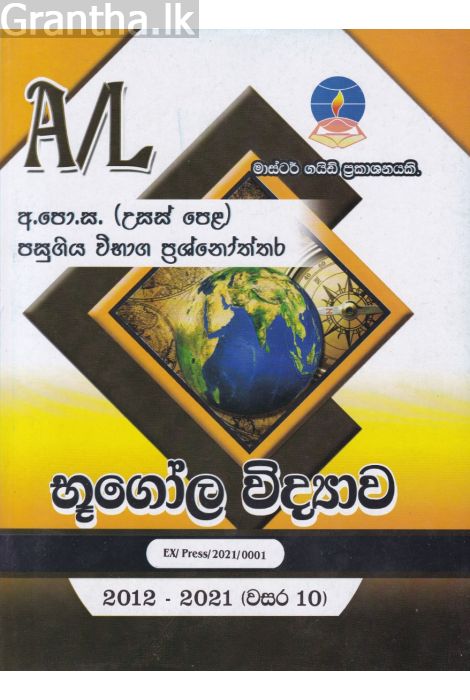 Grantha.lk
A/L
මාස්ටර් ගයිඩ් ප්‍රකාශනයකි.
අ.පො.ස. (උසස් පෙළ)
පසුගිය විභාග ප්‍රශ්නෝත්තර
භූගෝල විද්‍යාව
EX/ Press/2021/0001
2012 - 2021 (වසර 10)